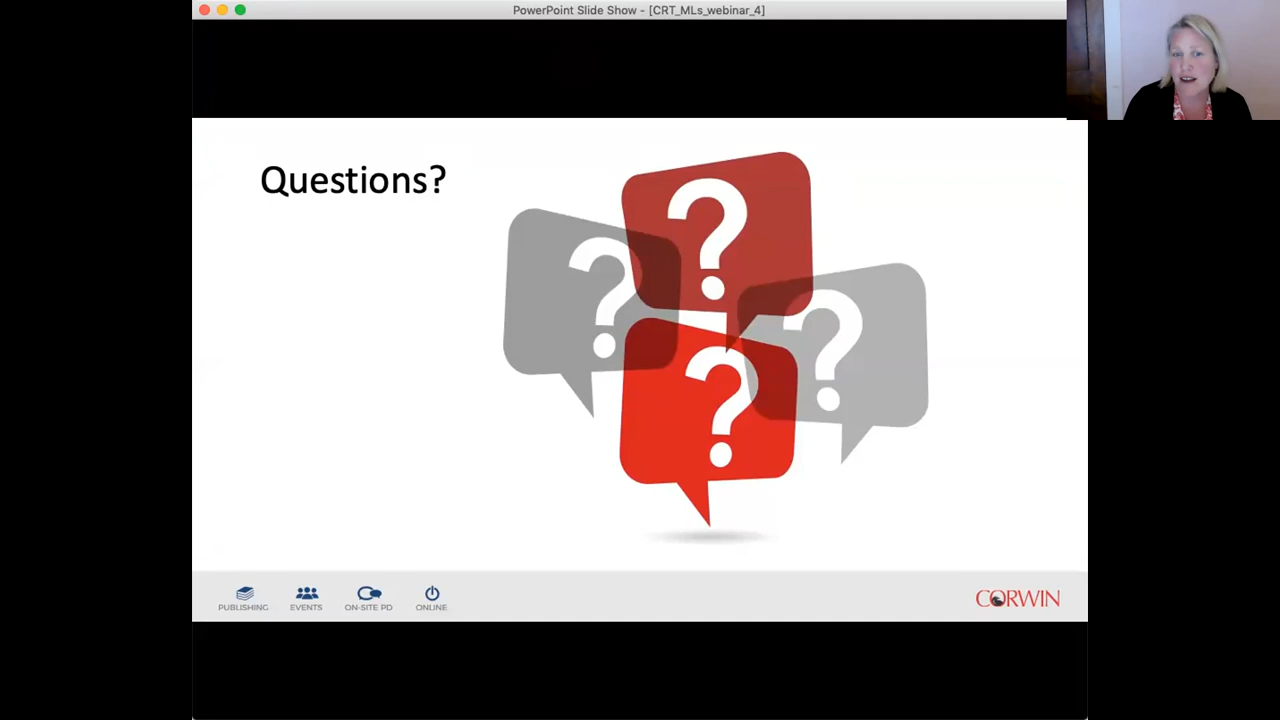 PowerPoint Slide Show - [CRT_MLs_webinar_4]
Questions?
?
?
?
?
PUBLISHING
EVENTS
ON-SITE PD
ONLINE
CORWIN